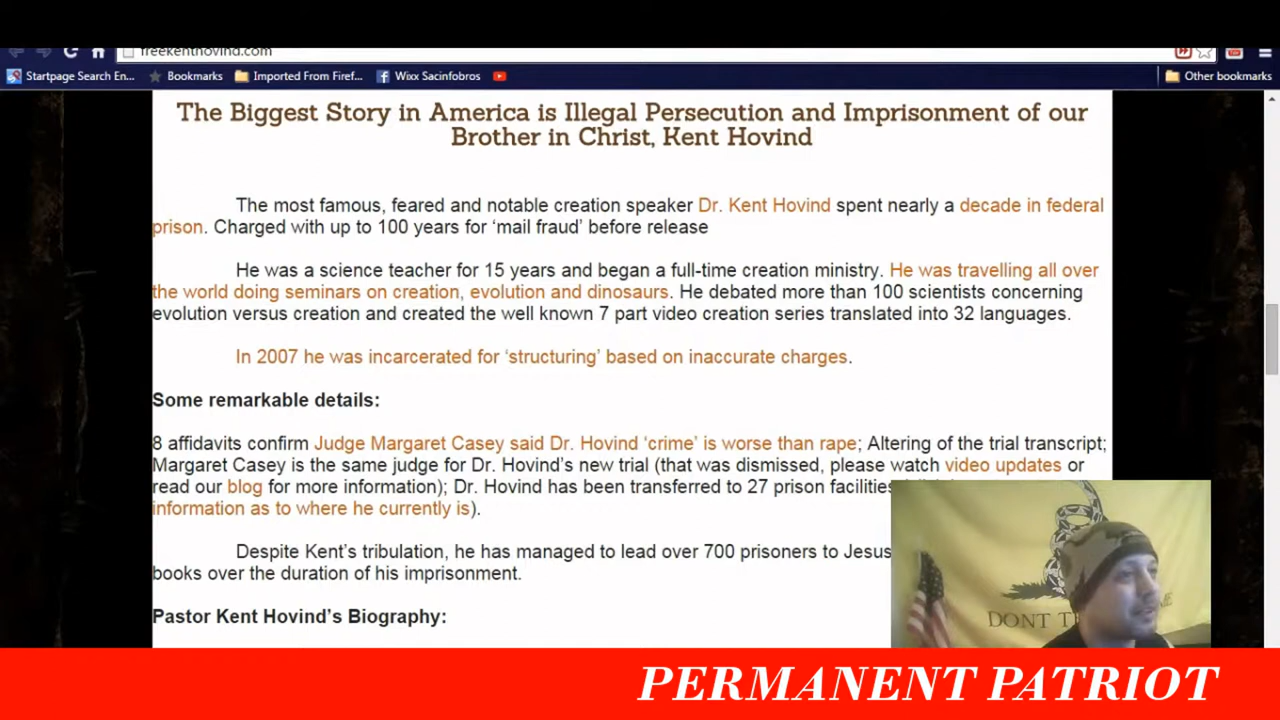 freekenthovind.com
Startpage Search En... Bookmarks Imported From Firef... Wixx Sacinfobros Other bookmarks
The Biggest Story in America is Illegal Persecution and Imprisonment of our
Brother in Christ, Kent Hovind
The most famous, feared and notable creation speaker Dr. Kent Hovind spent nearly a decade in federal
prison. Charged with up to 100 years for ‘mail fraud’ before release
He was a science teacher for 15 years and began a full-time creation ministry. He was travelling all over
the world doing seminars on creation, evolution and dinosaurs. He debated more than 100 scientists concerning
evolution versus creation and created the well known 7 part video creation series translated into 32 languages.
In 2007 he was incarcerated for ‘structuring’ based on inaccurate charges.
Some remarkable details:
8 affidavits confirm Judge Margaret Casey said Dr. Hovind ‘crime’ is worse than rape; Altering of the trial transcript;
Margaret Casey is the same judge for Dr. Hovind’s new trial (that was dismissed, please watch video updates or
read our blog for more information); Dr. Hovind has been transferred to 27 prison facilities
information as to where he currently is).
Despite Kent’s tribulation, he has managed to lead over 700 prisoners to Jesus
books over the duration of his imprisonment.
Pastor Kent Hovind’s Biography:
DONT ME
PERMANENT PATRIOT